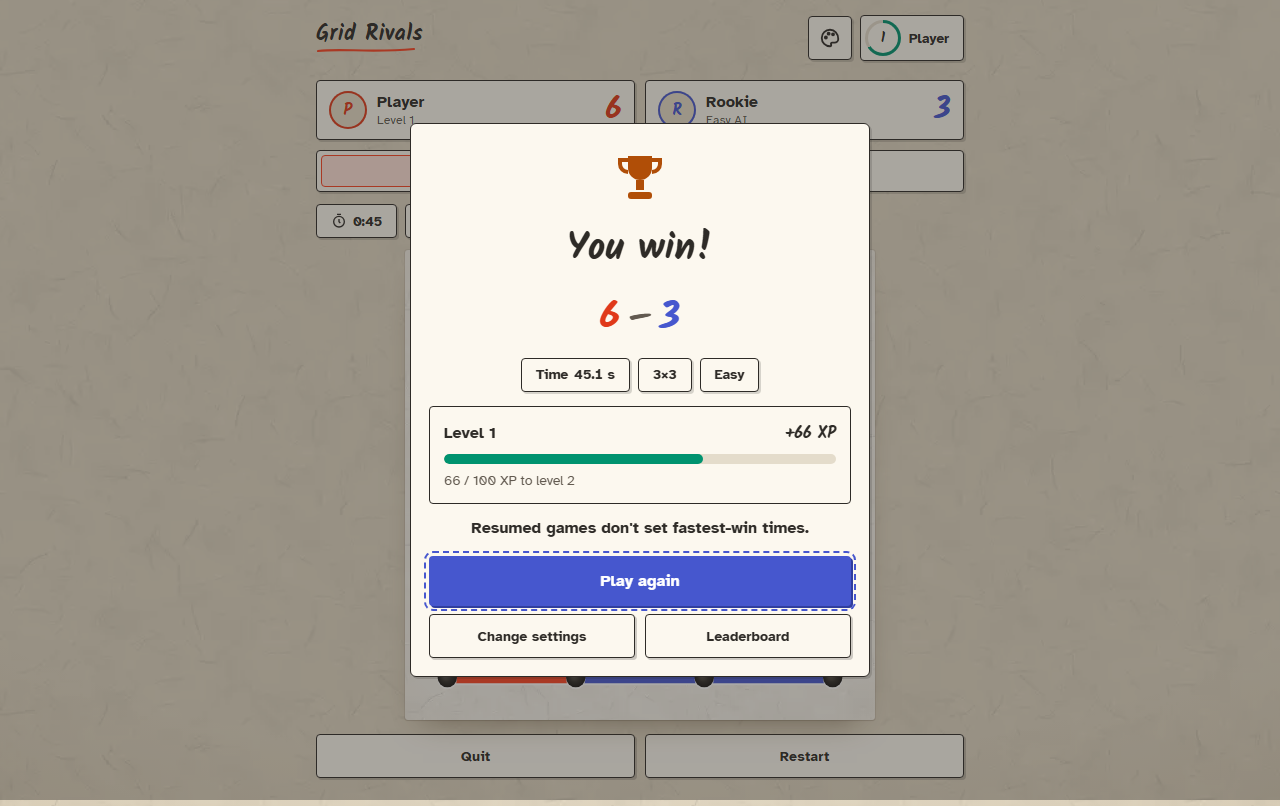 Grid Rivals
1 Player
P Player 6
Level 1
R Rookie 3
Easy AI
0:45
You win!
6 – 3
Time 45.1 s
3×3
Easy
Level 1 +66 XP
66 / 100 XP to level 2
Resumed games don't set fastest-win times.
Play again
Change settings
Leaderboard
Quit
Restart